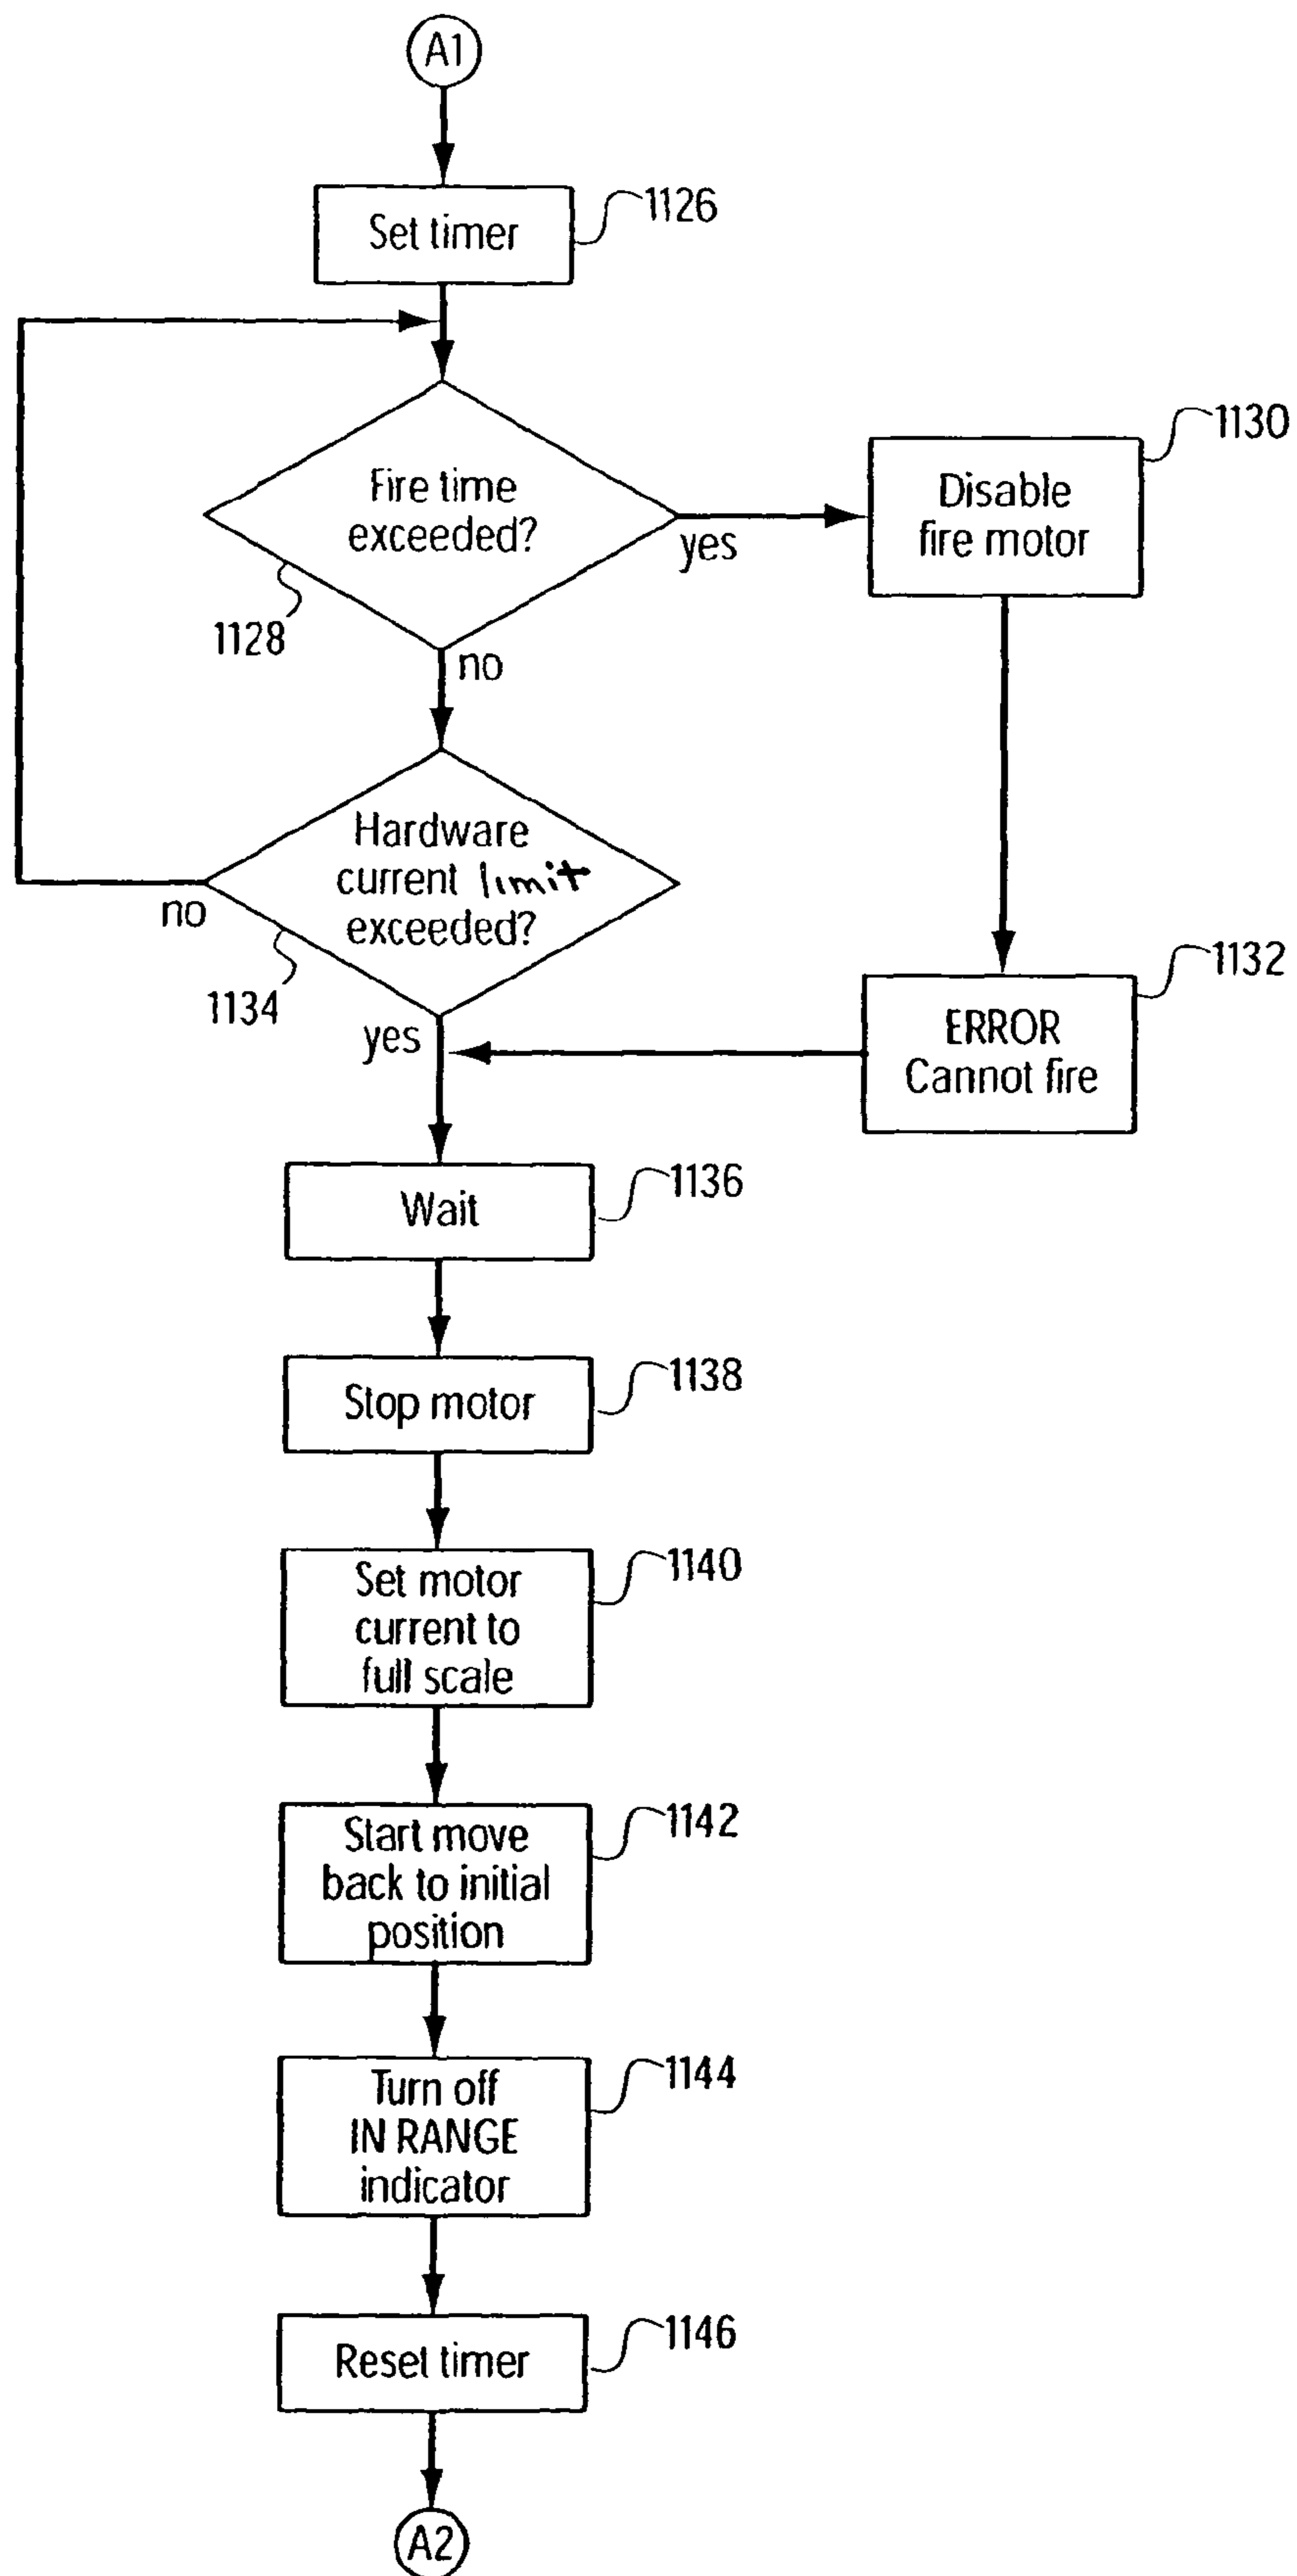 A1
Set timer
1126
Fire time
exceeded?
1128
yes
no
Disable
fire motor
1130
Hardware
current limit
exceeded?
1134
no
yes
ERROR
Cannot fire
1132
Wait
1136
Stop motor
1138
Set motor
current to
full scale
1140
Start move
back to initial
position
1142
Turn off
IN RANGE
indicator
1144
Reset timer
1146
A2